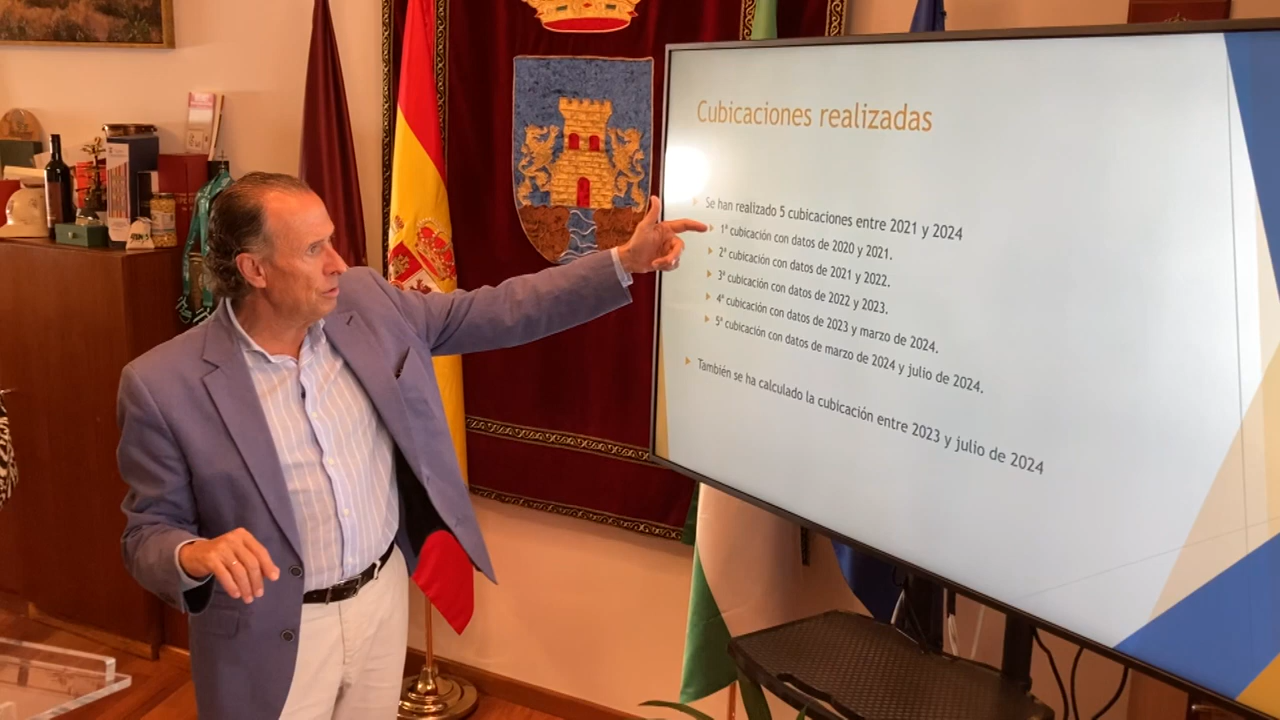 Cubicaciones realizadas
Se han realizado 5 cubicaciones entre 2021 y 2024
1ª cubicación con datos de 2020 y 2021.
2ª cubicación con datos de 2021 y 2022.
3ª cubicación con datos de 2022 y 2023.
4ª cubicación con datos de 2023 y marzo de 2024.
5ª cubicación con datos de marzo de 2024 y julio de 2024.
También se ha calculado la cubicación entre 2023 y julio de 2024